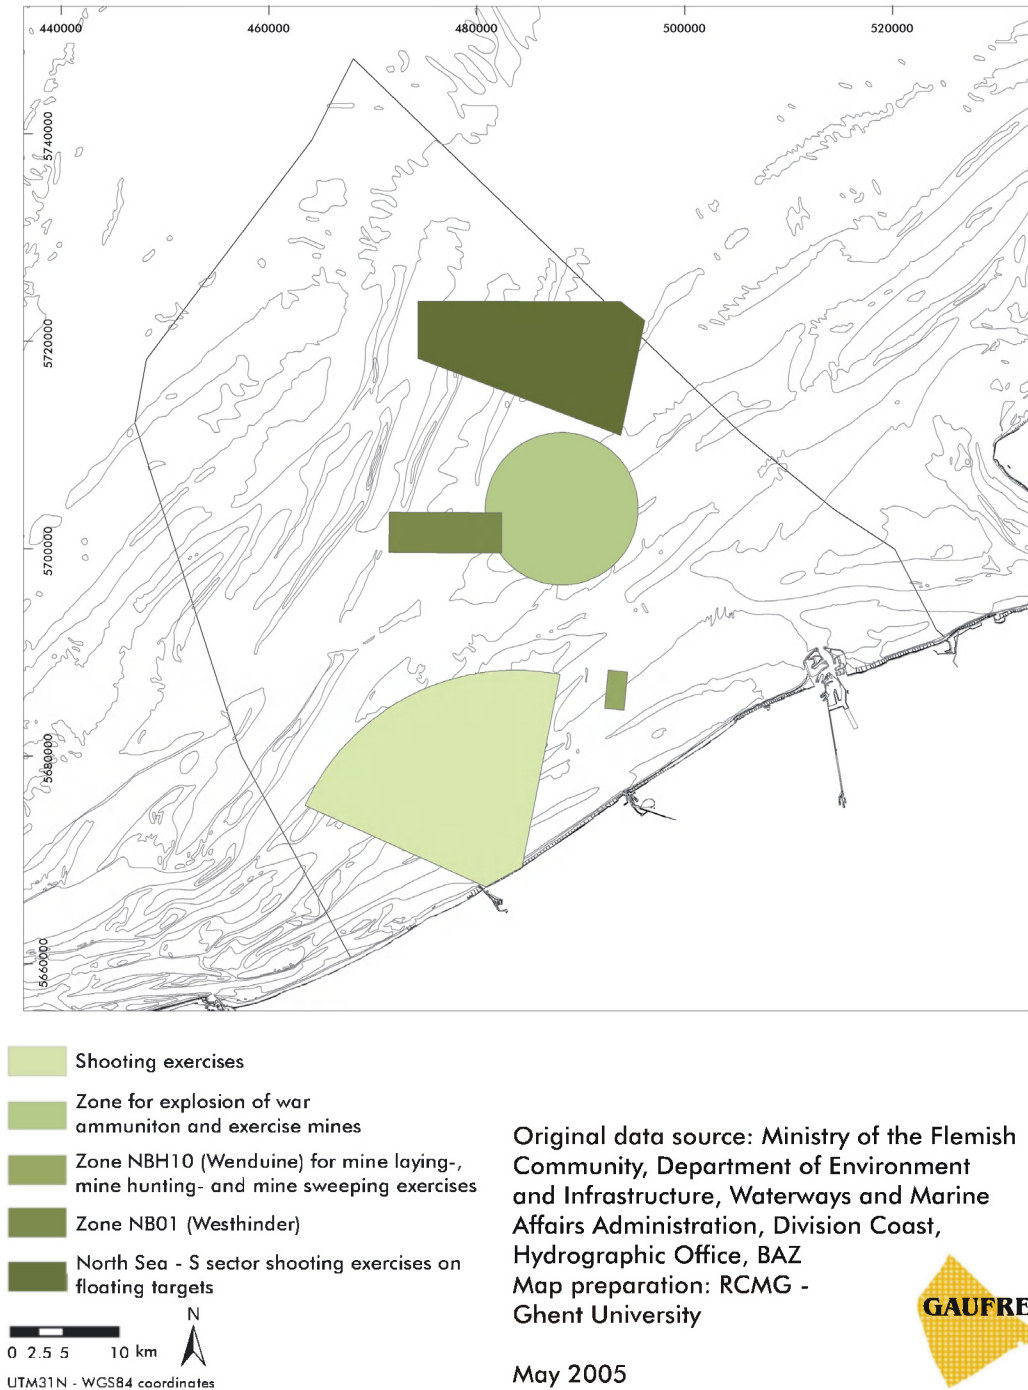 440000
460000
480000
500000
520000
5740000
5720000
5700000
5680000
5660000
Shooting exercises
Zone for explosion of war
ammuniton and exercise mines
Zone NBH10 (Wenduine) for mine laying-,
mine hunting- and mine sweeping exercises
Zone NB01 (Westhinder)
North Sea - S sector shooting exercises on
floating targets
N
0 2.5 5 10 km
UTM31N - WGS84 coordinates
Original data source: Ministry of the Flemish
Community, Department of Environment
and Infrastructure, Waterways and Marine
Affairs Administration, Division Coast,
Hydrographic Office, BAZ
Map preparation: RCMG -
Ghent University
May 2005
GAUFRE